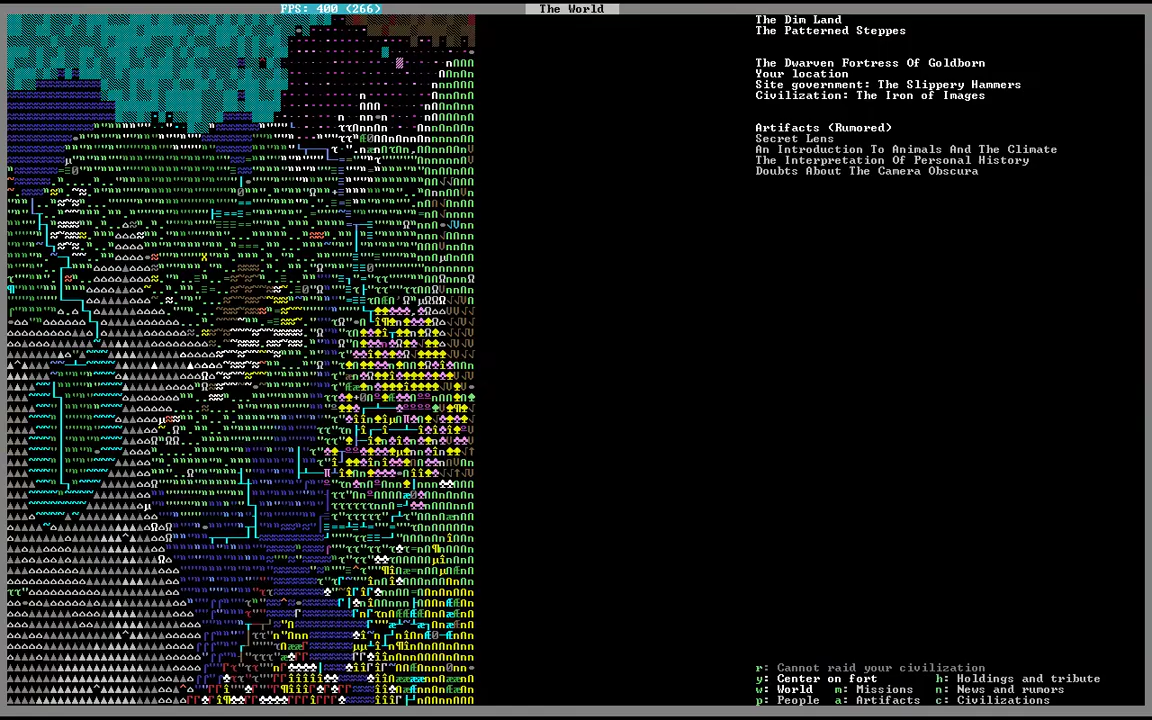 FPS: 400 (266)
The World
The Dim Land
The Patterned Steppes
The Dwarven Fortress Of Goldborn
Your location
Site government: The Slippery Hammers
Civilization: The Iron of Images
Artifacts (Rumored)
Secret Lens
An Introduction To Animals And The Climate
The Interpretation Of Personal History
Doubts About The Camera Obscura
r: Cannot raid your civilization
y: Center on fort h: Holdings and tribute
w: World m: Missions n: News and rumors
p: People a: Artifacts c: Civilizations